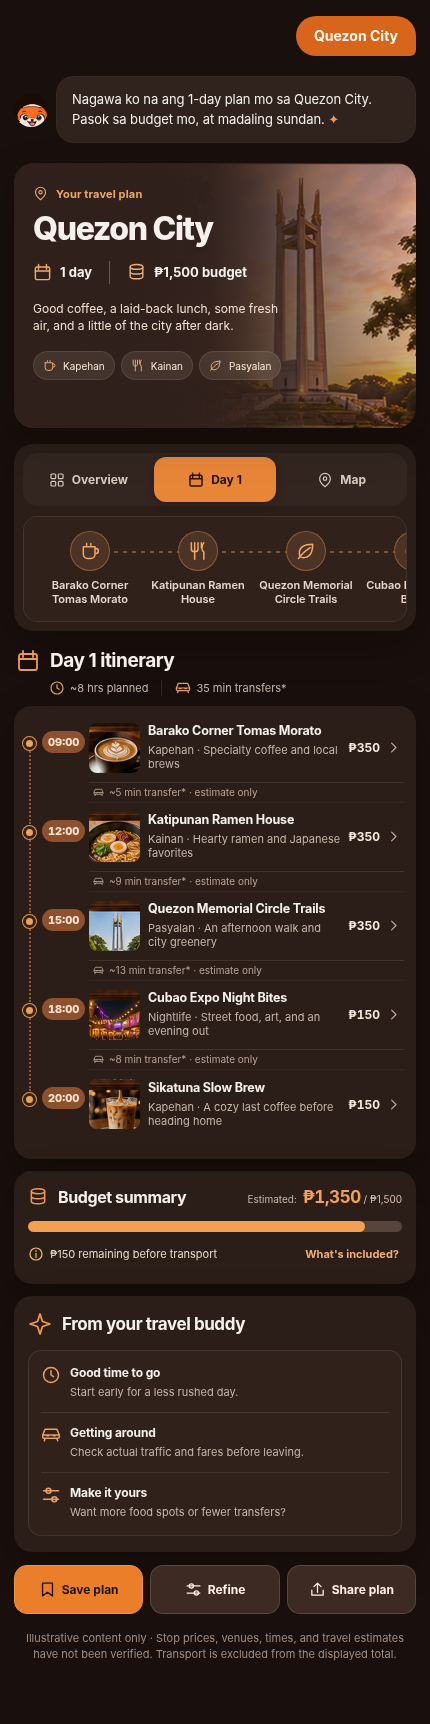 Quezon City
Nagawa ko na ang 1-day plan mo sa Quezon City.
Pasok sa budget mo, at madaling sundan.
Your travel plan
Quezon City
1 day
₱1,500 budget
Good coffee, a laid-back lunch, some fresh
air, and a little of the city after dark.
Kapehan
Kainan
Pasyalan
Overview
Day 1
Map
Barako Corner
Tomas Morato
Katipunan Ramen
House
Quezon Memorial
Circle Trails
Cubao
Day 1 itinerary
~8 hrs planned
35 min transfers*
09:00
Barako Corner Tomas Morato
Kapehan · Specialty coffee and local
brews
₱350
~5 min transfer* · estimate only
12:00
Katipunan Ramen House
Kainan · Hearty ramen and Japanese
favorites
₱350
~9 min transfer* · estimate only
15:00
Quezon Memorial Circle Trails
Pasyalan · An afternoon walk and
city greenery
₱350
~13 min transfer* · estimate only
18:00
Cubao Expo Night Bites
Nightlife · Street food, art, and an
evening out
₱150
~8 min transfer* · estimate only
20:00
Sikatuna Slow Brew
Kapehan · A cozy last coffee before
heading home
₱150
Budget summary
Estimated: ₱1,350 / ₱1,500
₱150 remaining before transport
What's included?
From your travel buddy
Good time to go
Start early for a less rushed day.
Getting around
Check actual traffic and fares before leaving.
Make it yours
Want more food spots or fewer transfers?
Save plan
Refine
Share plan
Illustrative content only · Stop prices, venues, times, and travel estimates
have not been verified. Transport is excluded from the displayed total.